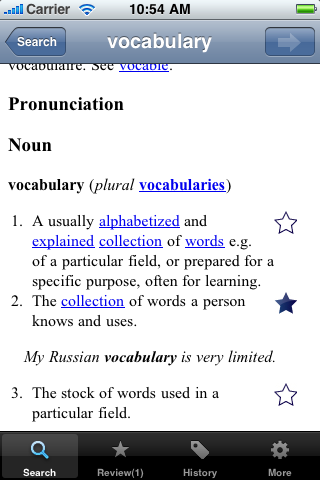 Carrier 10:54 AM
Search vocabulary
vocabulaire. See vocable.
Pronunciation
Noun
vocabulary (plural vocabularies)
1. A usually alphabetized and
explained collection of words e.g.
of a particular field, or prepared for a
specific purpose, often for learning.
2. The collection of words a person
knows and uses.
My Russian vocabulary is very limited.
3. The stock of words used in a
particular field.
Search Review(1) History More